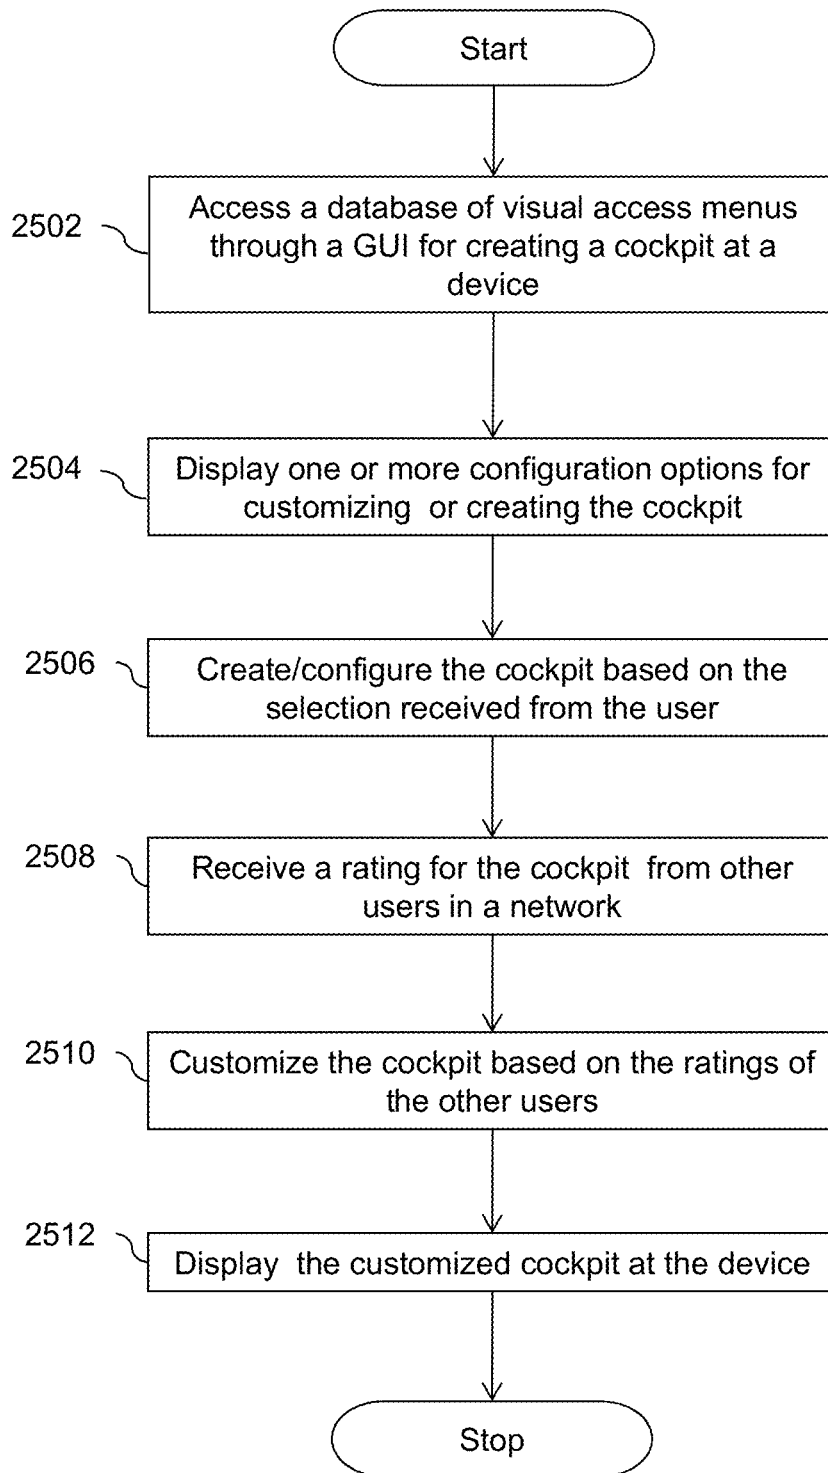 Start
2502
Access a database of visual access menus
through a GUI for creating a cockpit at a
device
2504
Display one or more configuration options for
customizing or creating the cockpit
2506
Create/configure the cockpit based on the
selection received from the user
2508
Receive a rating for the cockpit from other
users in a network
2510
Customize the cockpit based on the ratings of
the other users
2512
Display the customized cockpit at the device
Stop